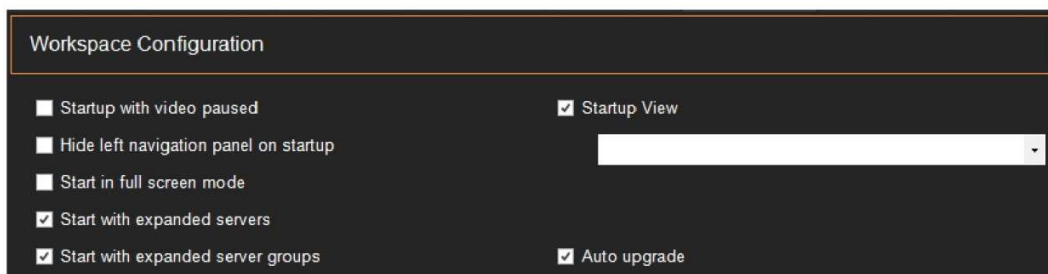 Workspace Configuration
Startup with video paused
Startup View
Hide left navigation panel on startup
Start in full screen mode
Start with expanded servers
Start with expanded server groups
Auto upgrade